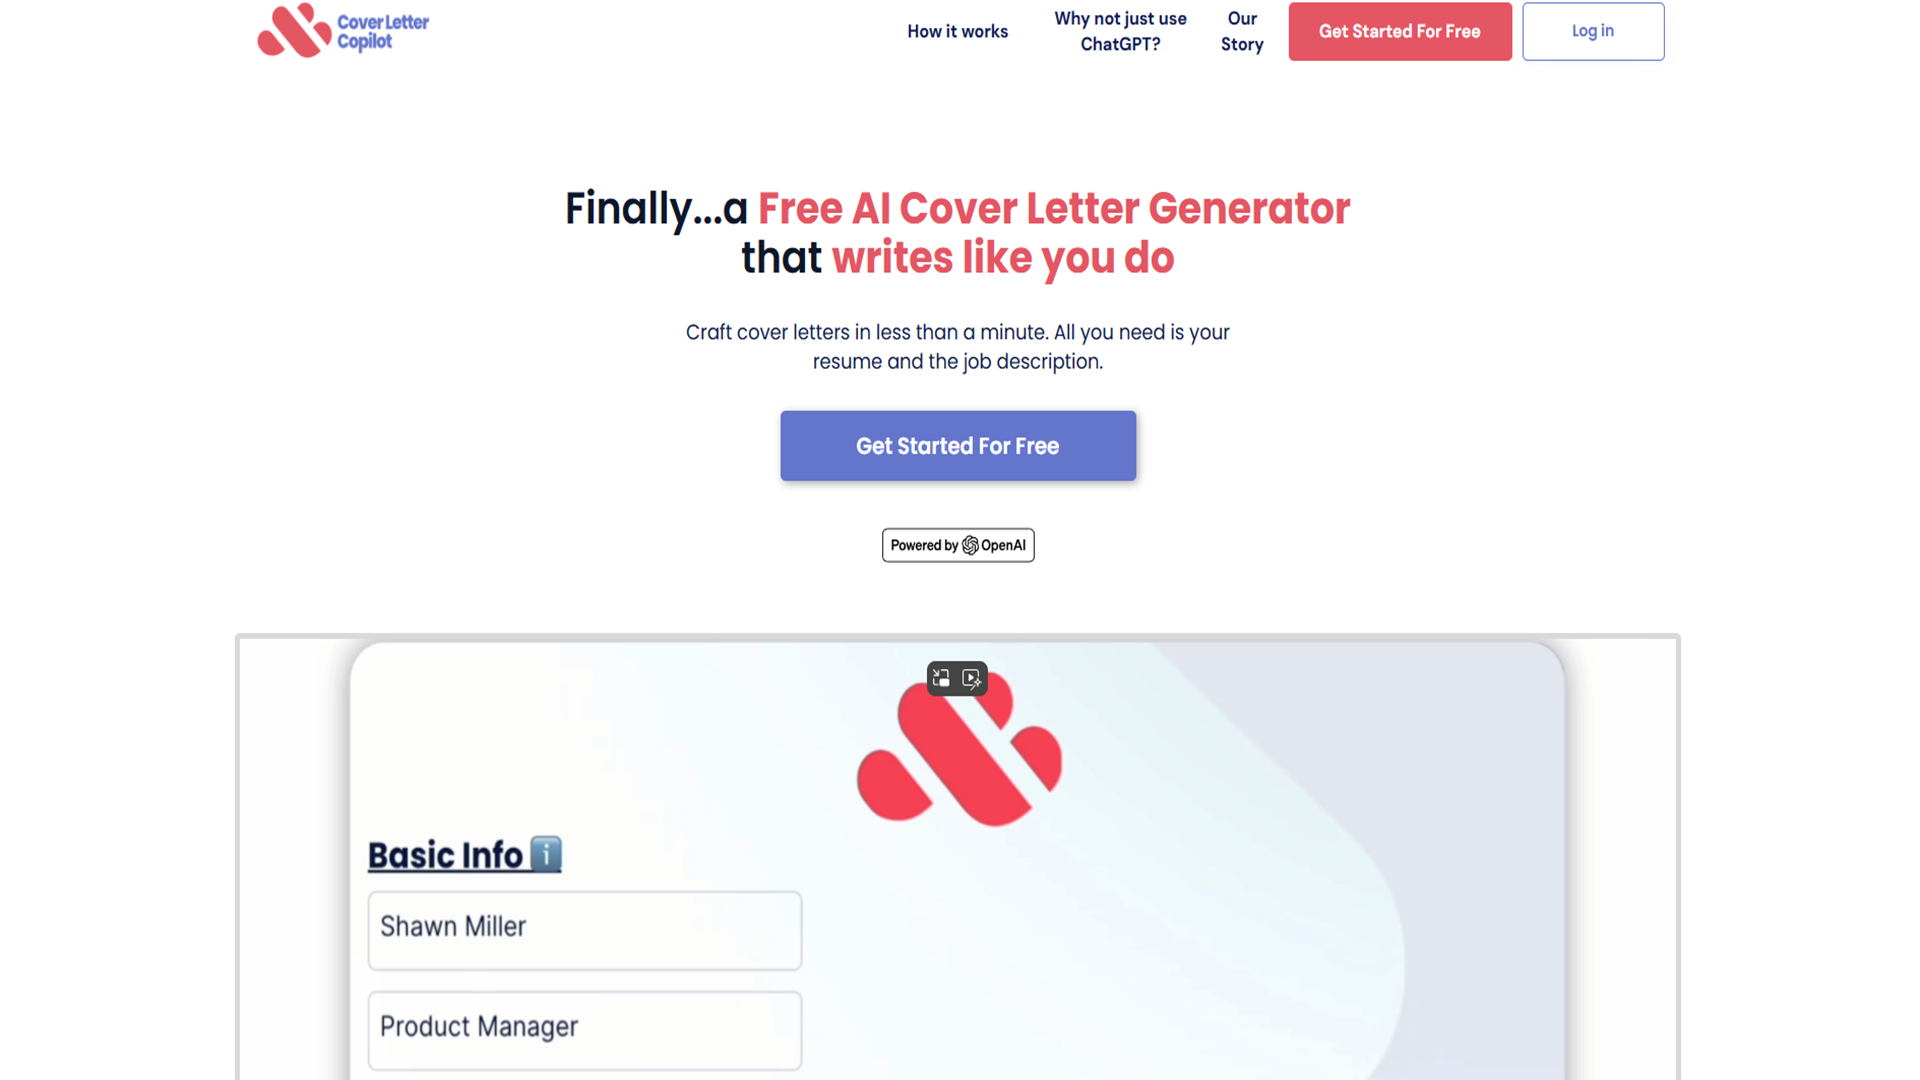 Cover Letter
Copilot
How it works
Why not just use
ChatGPT?
Our
Story
Get Started For Free
Log in
Finally...a Free AI Cover Letter Generator
that writes like you do
Craft cover letters in less than a minute. All you need is your
resume and the job description.
Get Started For Free
Powered by OpenAI
Basic Info ℹ️
Shawn Miller
Product Manager